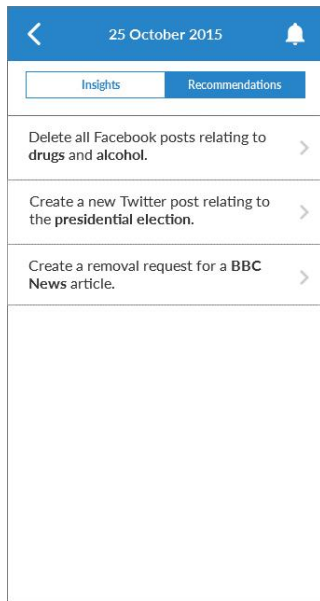 25 October 2015
Insights
Recommendations
Delete all Facebook posts relating to
drugs and alcohol.
Create a new Twitter post relating to
the presidential election.
Create a removal request for a BBC
News article.